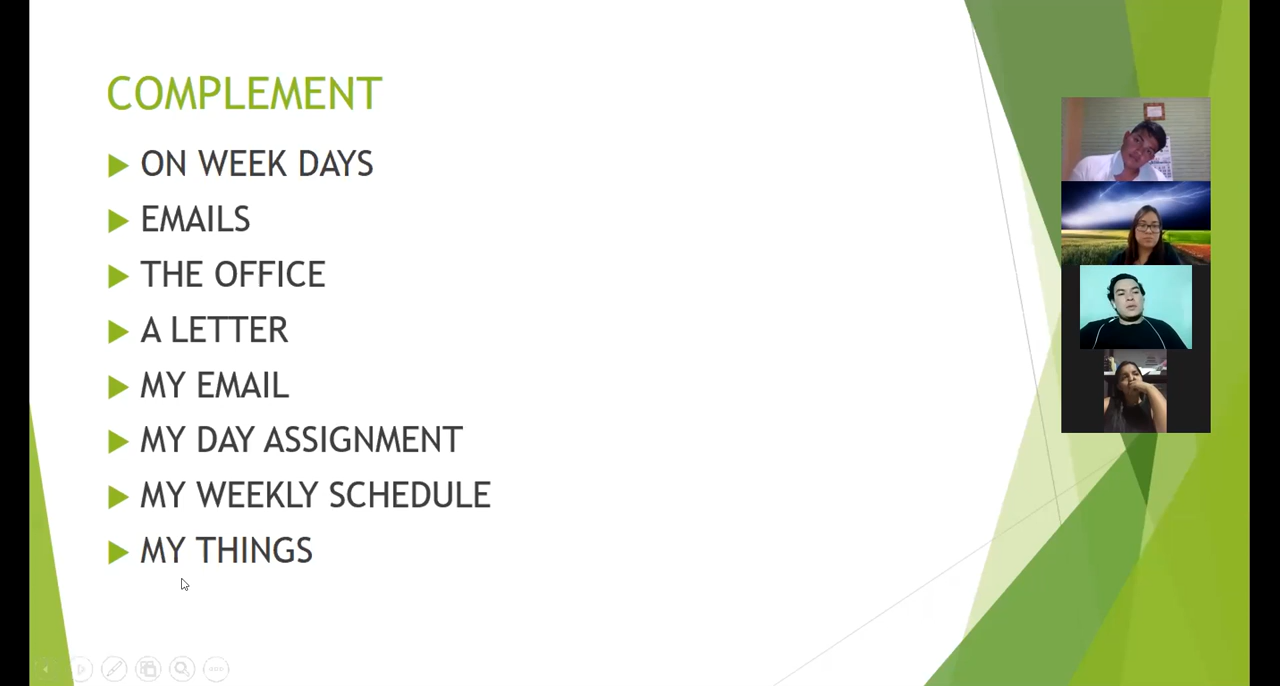 COMPLEMENT
ON WEEK DAYS
EMAILS
THE OFFICE
A LETTER
MY EMAIL
MY DAY ASSIGNMENT
MY WEEKLY SCHEDULE
MY THINGS